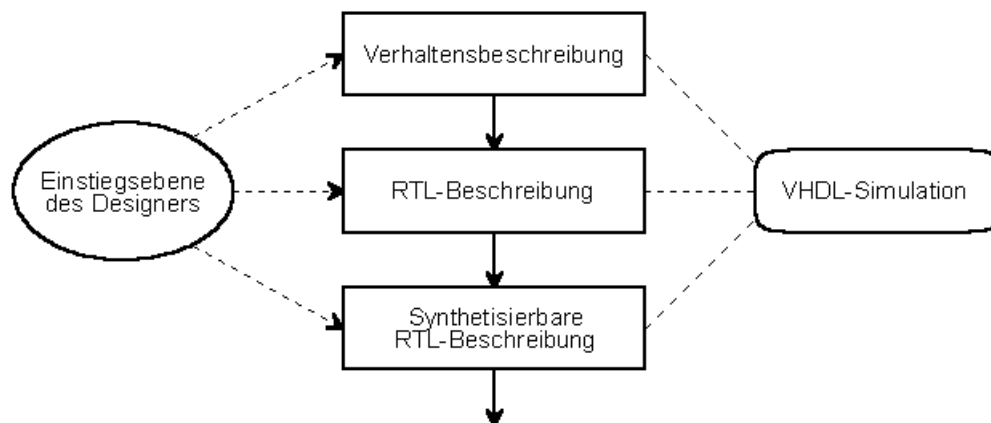 Verhaltensbeschreibung
Einstiegsebene
des Designers
RTL-Beschreibung
VHDL-Simulation
Synthetisierbare
RTL-Beschreibung